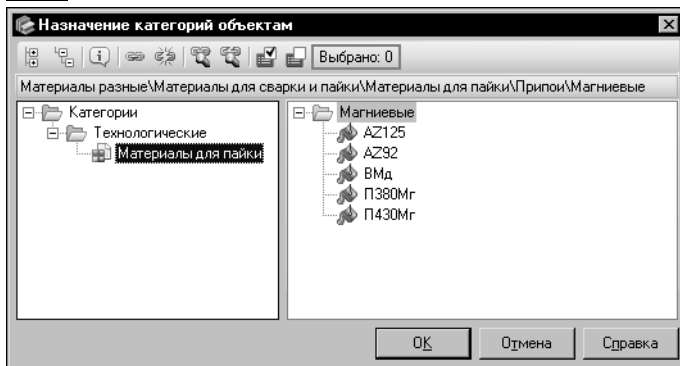 Назначение категорий объектам
Выбрано: 0
Материалы разные\Материалы для сварки и пайки\Материалы для пайки\Припои\Магниевые
Категории
Технологические
Материалы для пайки
Магниевые
AZ125
AZ92
ВМд
П380Мг
П430Мг
OK
Отмена
Справка